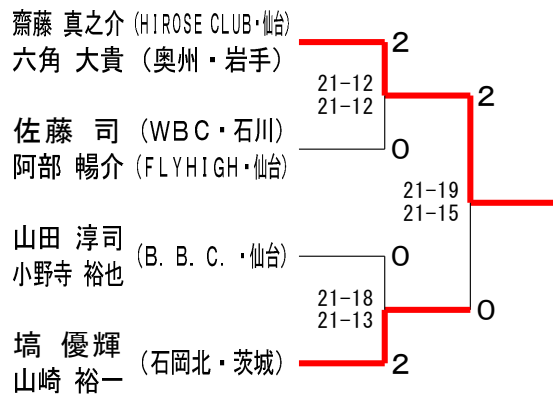 齋藤 真之介 (HIROSE CLUB・仙台)
六角 大貴 (奥州・岩手)
2
21-12
21-12
2
佐藤 司 (WBC・石川)
阿部 暢介 (FLYHIGH・仙台)
0
21-19
21-15
山田 淳司
小野寺 裕也
(B. B. C. ・仙台)
0
21-18
21-13
0
塙 優輝
山崎 裕一
(石岡北・茨城)
2